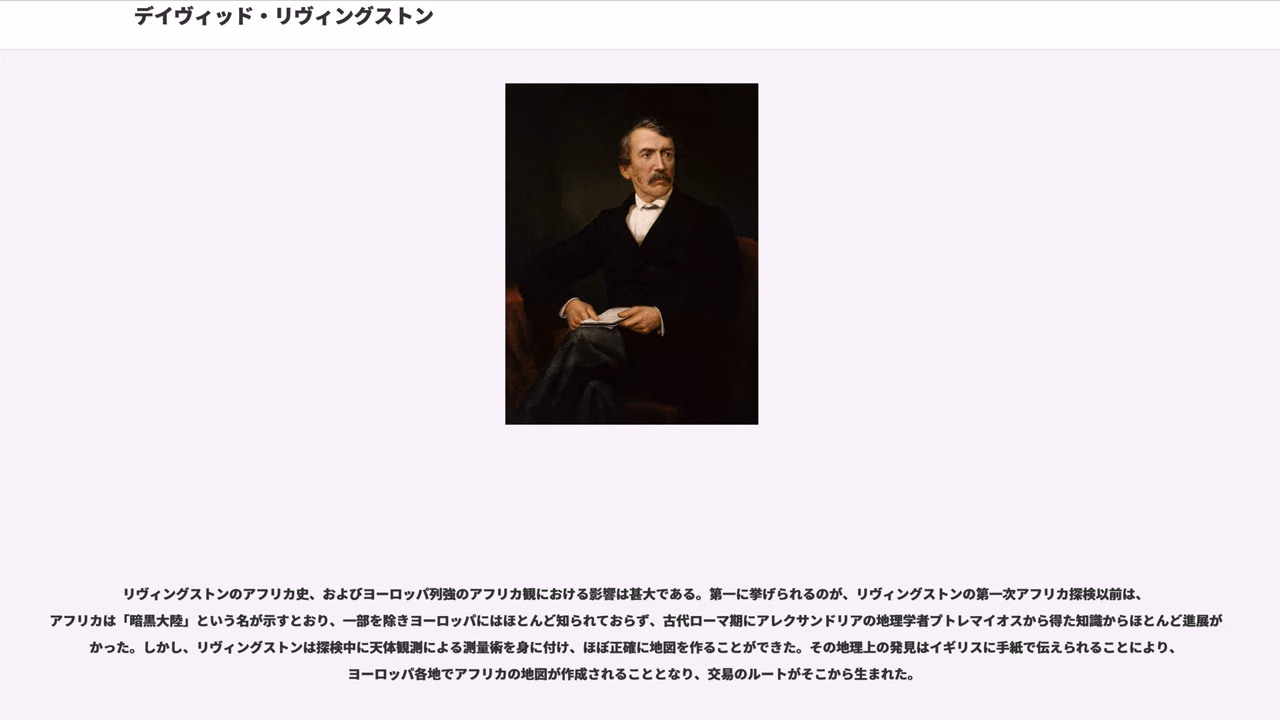 デイヴィッド・リヴィングストン
リヴィングストンのアフリカ史、およびヨーロッパ列強のアフリカ観における影響は甚大である。第一に挙げられるのが、リヴィングストンの第一次アフリカ探検以前は、
アフリカは「暗黒大陸」という名が示すとおり、一部を除きヨーロッパにはほとんど知られておらず、古代ローマ期にアレクサンドリアの地理学者プトレマイオスから得た知識からほとんど進展が
かった。しかし、リヴィングストンは探検中に天体観測による測量術を身に付け、ほぼ正確に地図を作ることができた。その地理上の発見はイギリスに手紙で伝えられることにより、
ヨーロッパ各地でアフリカの地図が作成されることとなり、交易のルートがそこから生まれた。